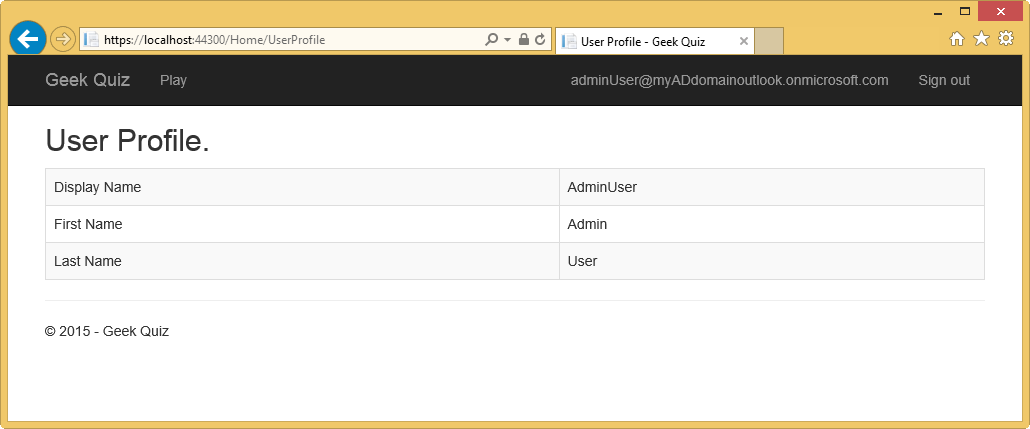 https://localhost:44300/Home/UserProfile
User Profile - Geek Quiz
Geek Quiz Play adminUser@myADdomainoutlook.onmicrosoft.com Sign out
User Profile.
Display Name AdminUser
First Name Admin
Last Name User
© 2015 - Geek Quiz